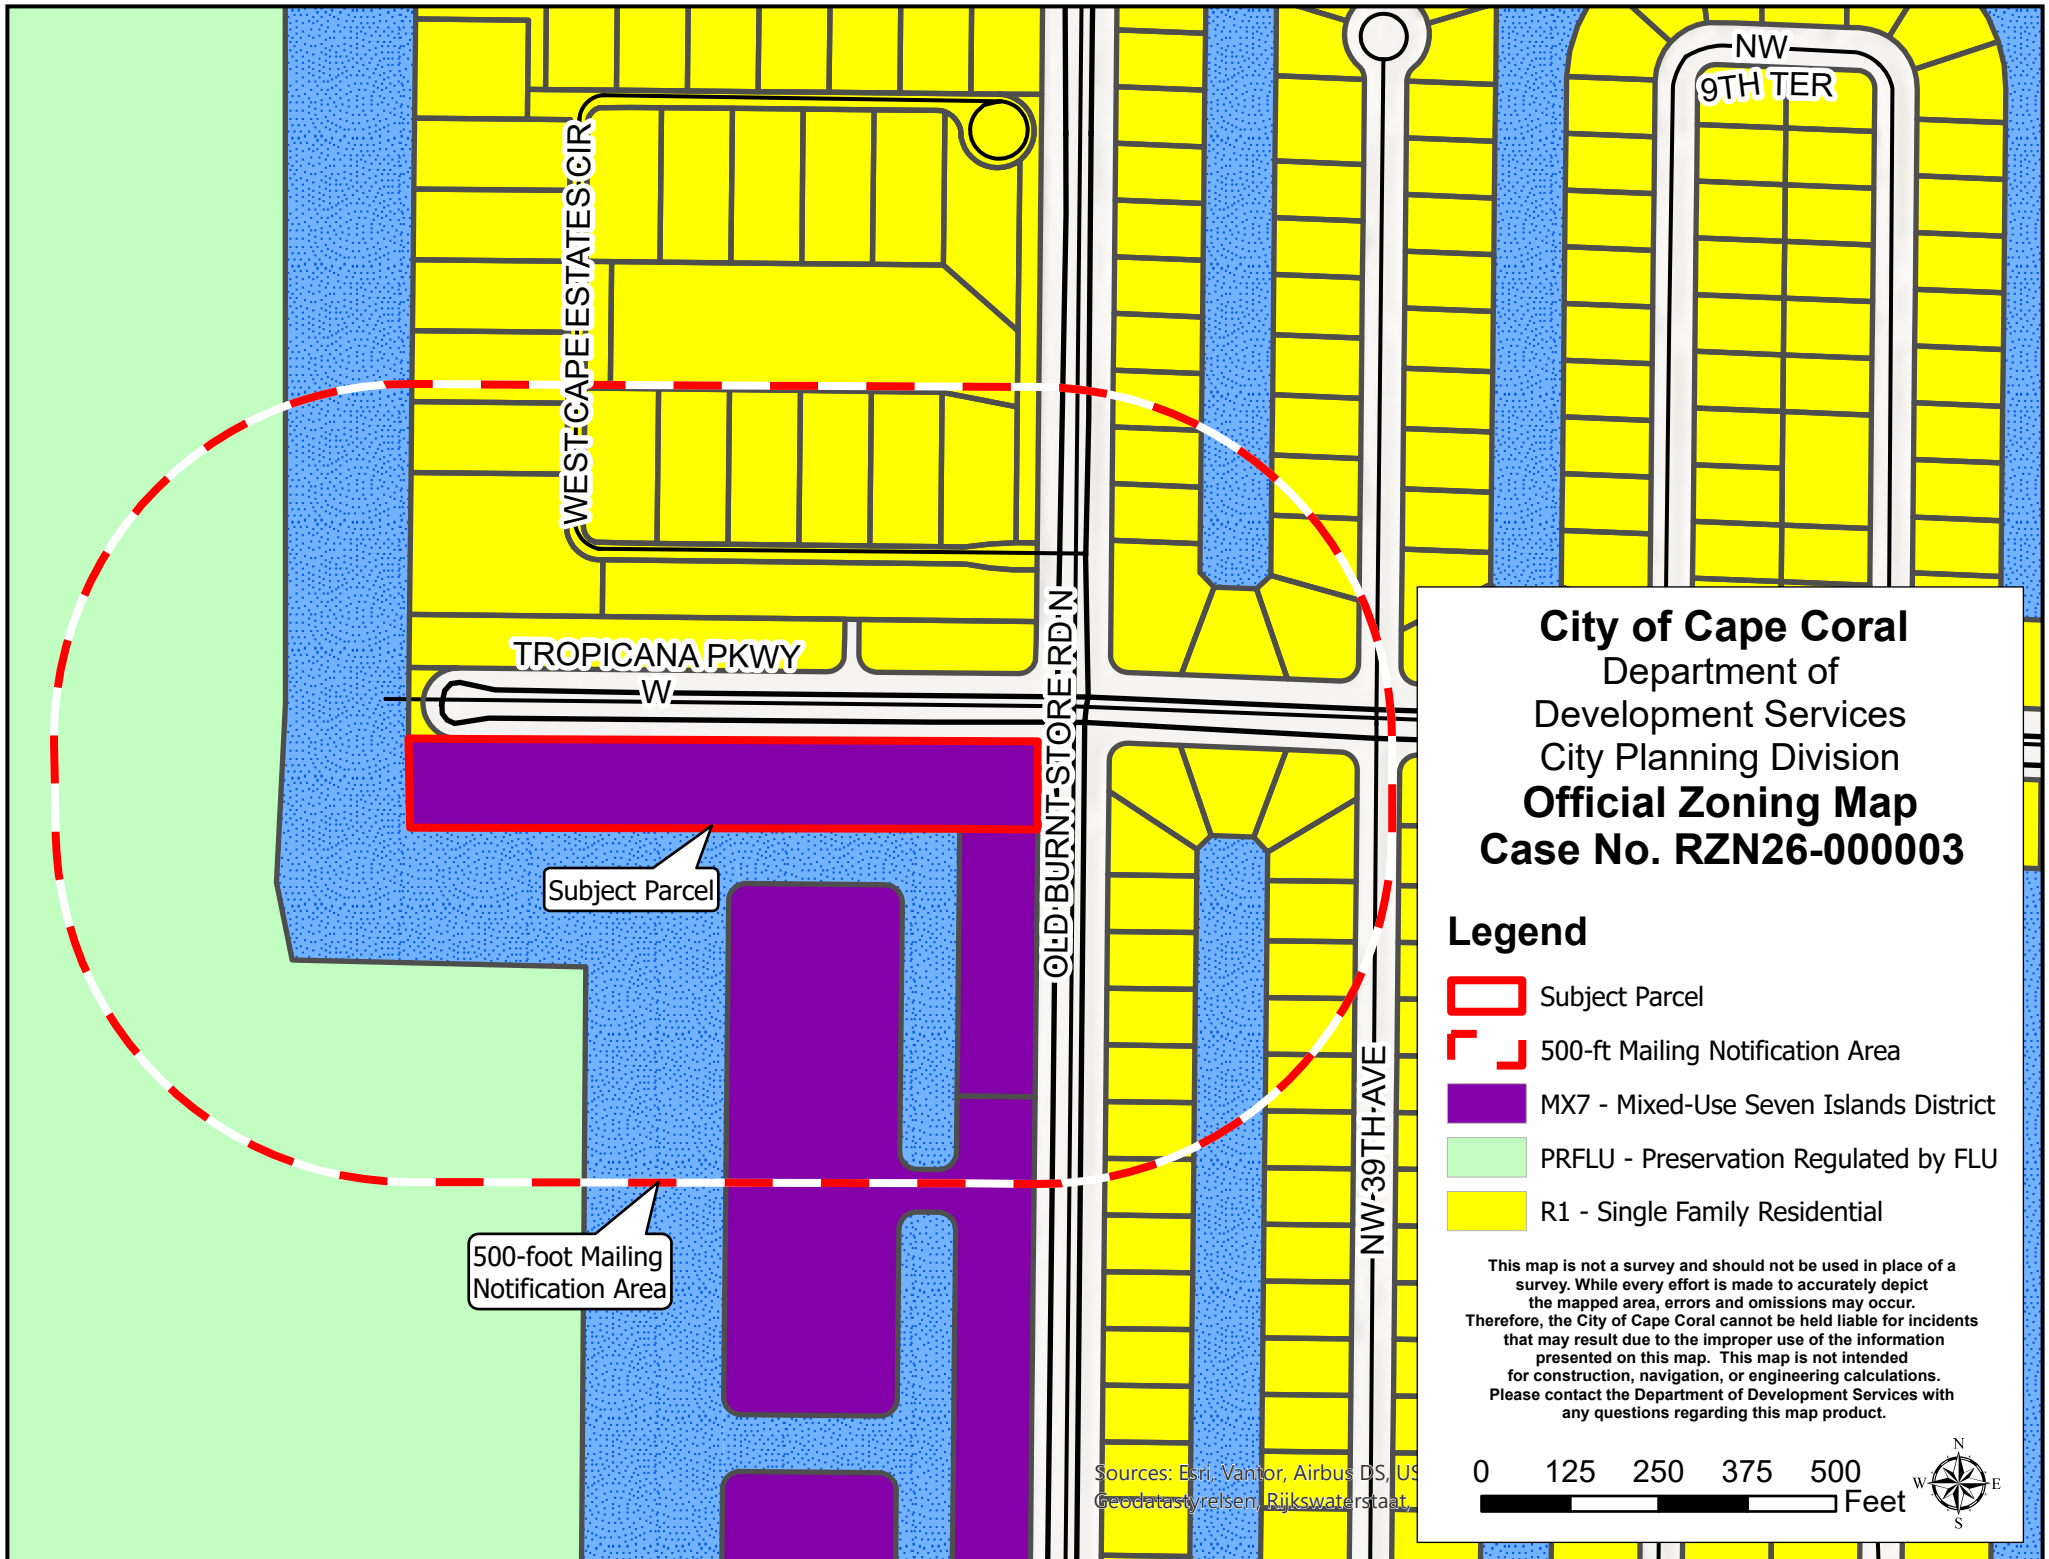 NW
9TH TER
WEST CAPE ESTATES CIR
TROPICANA PKWY
W
OLD BURNT STORE RD N
NW 39TH AVE
Subject Parcel
500-foot Mailing
Notification Area
City of Cape Coral
Department of
Development Services
City Planning Division
Official Zoning Map
Case No. RZN26-000003
Legend
Subject Parcel
500-ft Mailing Notification Area
MX7 - Mixed-Use Seven Islands District
PRFLU - Preservation Regulated by FLU
R1 - Single Family Residential
This map is not a survey and should not be used in place of a
survey. While every effort is made to accurately depict
the mapped area, errors and omissions may occur.
Therefore, the City of Cape Coral cannot be held liable for incidents
that may result due to the improper use of the information
presented on this map. This map is not intended
for construction, navigation, or engineering calculations.
Please contact the Department of Development Services with
any questions regarding this map product.
0 125 250 375 500
Feet
N
W E
S
Sources: Esri, Vantor, Airbus DS, US
Geodatastyrelsen, Rijkswaterstaat,